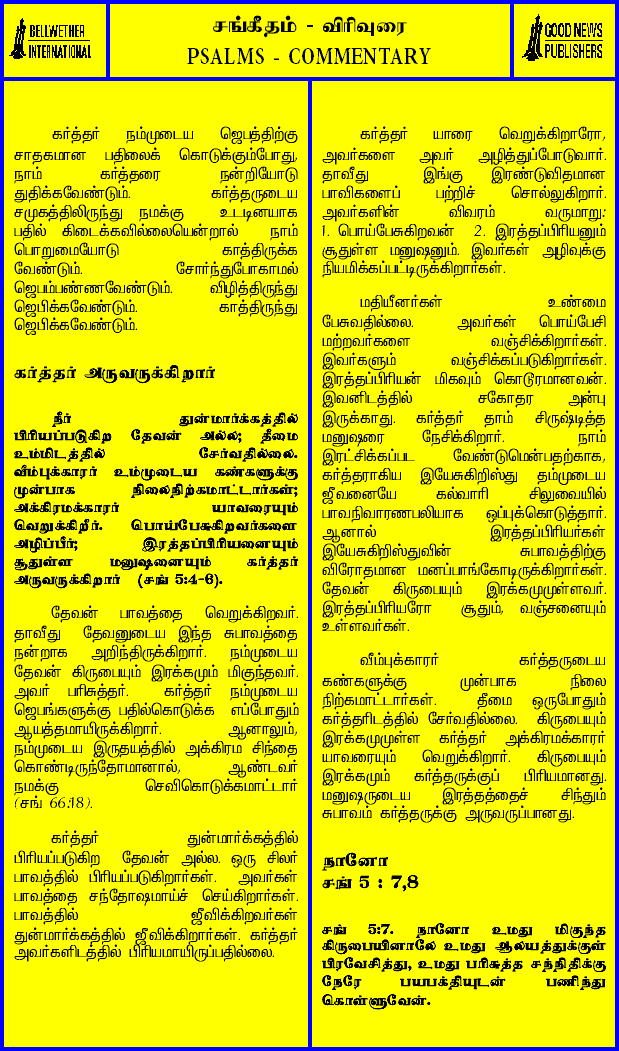 BELLWETHER
INTERNATIONAL
சங்கீதம் - விரிவுரை
PSALMS - COMMENTARY
GOOD NEWS
PUBLISHERS
கர்த்தர் நம்முடைய ஜெபத்திற்கு
சாதகமான பதிலைக் கொடுக்கும்போது,
நாம் கர்த்தரை நன்றியோடு
துதிக்கவேண்டும். கர்த்தருடைய
சமுகத்திலிருந்து நமக்கு உடடினயாக
பதில் கிடைக்கவில்லையென்றால் நாம்
பொறுமையோடு காத்திருக்க
வேண்டும். சோர்ந்துபோகாமல்
ஜெபம்பண்ணவேண்டும். விழித்திருந்து
ஜெபிக்கவேண்டும். காத்திருந்து
ஜெபிக்கவேண்டும்.
கர்த்தர் அருவருக்கிறார்
நீர் துன்மார்க்கத்தில்
பிரியப்படுகிற தேவன் அல்ல; தீமை
உம்மிடத்தில் சேர்வதில்லை.
வீம்புக்காரர் உம்முடைய கண்களுக்கு
முன்பாக நிலைநிற்கமாட்டார்கள்;
அக்கிரமக்காரர் யாவரையும்
வெறுக்கிறீர். பொய்பேசுகிறவர்களை
அழிப்பீர்; இரத்தப்பிரியனையும்
சூதுள்ள மனுஷனையும் கர்த்தர்
அருவருக்கிறார் (சங் 5:4-6).
தேவன் பாவத்தை வெறுக்கிறவர்.
தாவீது தேவனுடைய இந்த சுபாவத்தை
நன்றாக அறிந்திருக்கிறார். நம்முடைய
தேவன் கிருபையும் இரக்கமும் மிகுந்தவர்.
அவர் பரிசுத்தர். கர்த்தர் நம்முடைய
ஜெபங்களுக்கு பதில்கொடுக்க எப்போதும்
ஆயத்தமாயிருக்கிறார். ஆனாலும்,
நம்முடைய இருதயத்தில் அக்கிரம சிந்தை
கொண்டிருந்தோமானால், ஆண்டவர்
நமக்கு செவிகொடுக்கமாட்டார்
(சங் 66:18).
கர்த்தர் துன்மார்க்கத்தில்
பிரியப்படுகிற தேவன் அல்ல. ஒரு சிலர்
பாவத்தில் பிரியப்படுகிறார்கள். அவர்கள்
பாவத்தை சந்தோஷமாய்ச் செய்கிறார்கள்.
பாவத்தில் ஜீவிக்கிறவர்கள்
துன்மார்க்கத்தில் ஜீவிக்கிறார்கள். கர்த்தர்
அவர்களிடத்தில் பிரியமாயிருப்பதில்லை.
கர்த்தர் யாரை வெறுக்கிறாரோ,
அவர்களை அவர் அழித்துப்போடுவார்.
தாவீது இங்கு இரண்டுவிதமான
பாவிகளைப் பற்றிச் சொல்லுகிறார்.
அவர்களின் விவரம் வருமாறு:
1. பொய்பேசுகிறவன் 2. இரத்தப்பிரியனும்
சூதுள்ள மனுஷனும். இவர்கள் அழிவுக்கு
நியமிக்கப்பட்டிருக்கிறார்கள்.
மதியீனர்கள் உண்மை
பேசுவதில்லை. அவர்கள் பொய்பேசி
மற்றவர்களை வஞ்சிக்கிறார்கள்.
இவர்களும் வஞ்சிக்கப்படுகிறார்கள்.
இரத்தப்பிரியன் மிகவும் கொடூரமானவன்.
இவனிடத்தில் சகோதர அன்பு
இருக்காது. கர்த்தர் தாம் சிருஷ்டித்த
மனுஷரை நேசிக்கிறார். நாம்
இரட்சிக்கப்பட வேண்டுமென்பதற்காக,
கர்த்தராகிய இயேசுகிறிஸ்து தம்முடைய
ஜீவனையே கல்வாரி சிலுவையில்
பாவநிவாரணபலியாக ஒப்புக்கொடுத்தார்.
ஆனால் இரத்தப்பிரியர்கள்
இயேசுகிறிஸ்துவின் சுபாவத்திற்கு
விரோதமான மனப்பாங்கோடிருக்கிறார்கள்.
தேவன் கிருபையும் இரக்கமுமுள்ளவர்.
இரத்தப்பிரியரோ சூதும், வஞ்சனையும்
உள்ளவர்கள்.
வீம்புக்காரர் கர்த்தருடைய
கண்களுக்கு முன்பாக நிலை
நிற்கமாட்டார்கள். தீமை ஒருபோதும்
கர்த்தரிடத்தில் சேர்வதில்லை. கிருபையும்
இரக்கமுமுள்ள கர்த்தர் அக்கிரமக்காரர்
யாவரையும் வெறுக்கிறார். கிருபையும்
இரக்கமும் கர்த்தருக்குப் பிரியமானது.
மனுஷருடைய இரத்தத்தைச் சிந்தும்
சுபாவம் கர்த்தருக்கு அருவருப்பானது.
நானோ
சங் 5 : 7,8
சங் 5:7. நானோ உமது மிகுந்த
கிருபையினாலே உமது ஆலயத்துக்குள்
பிரவேசித்து, உமது பரிசுத்த சந்நிதிக்கு
நேரே பயபக்தியுடன் பணிந்து
கொள்ளுவேன்.